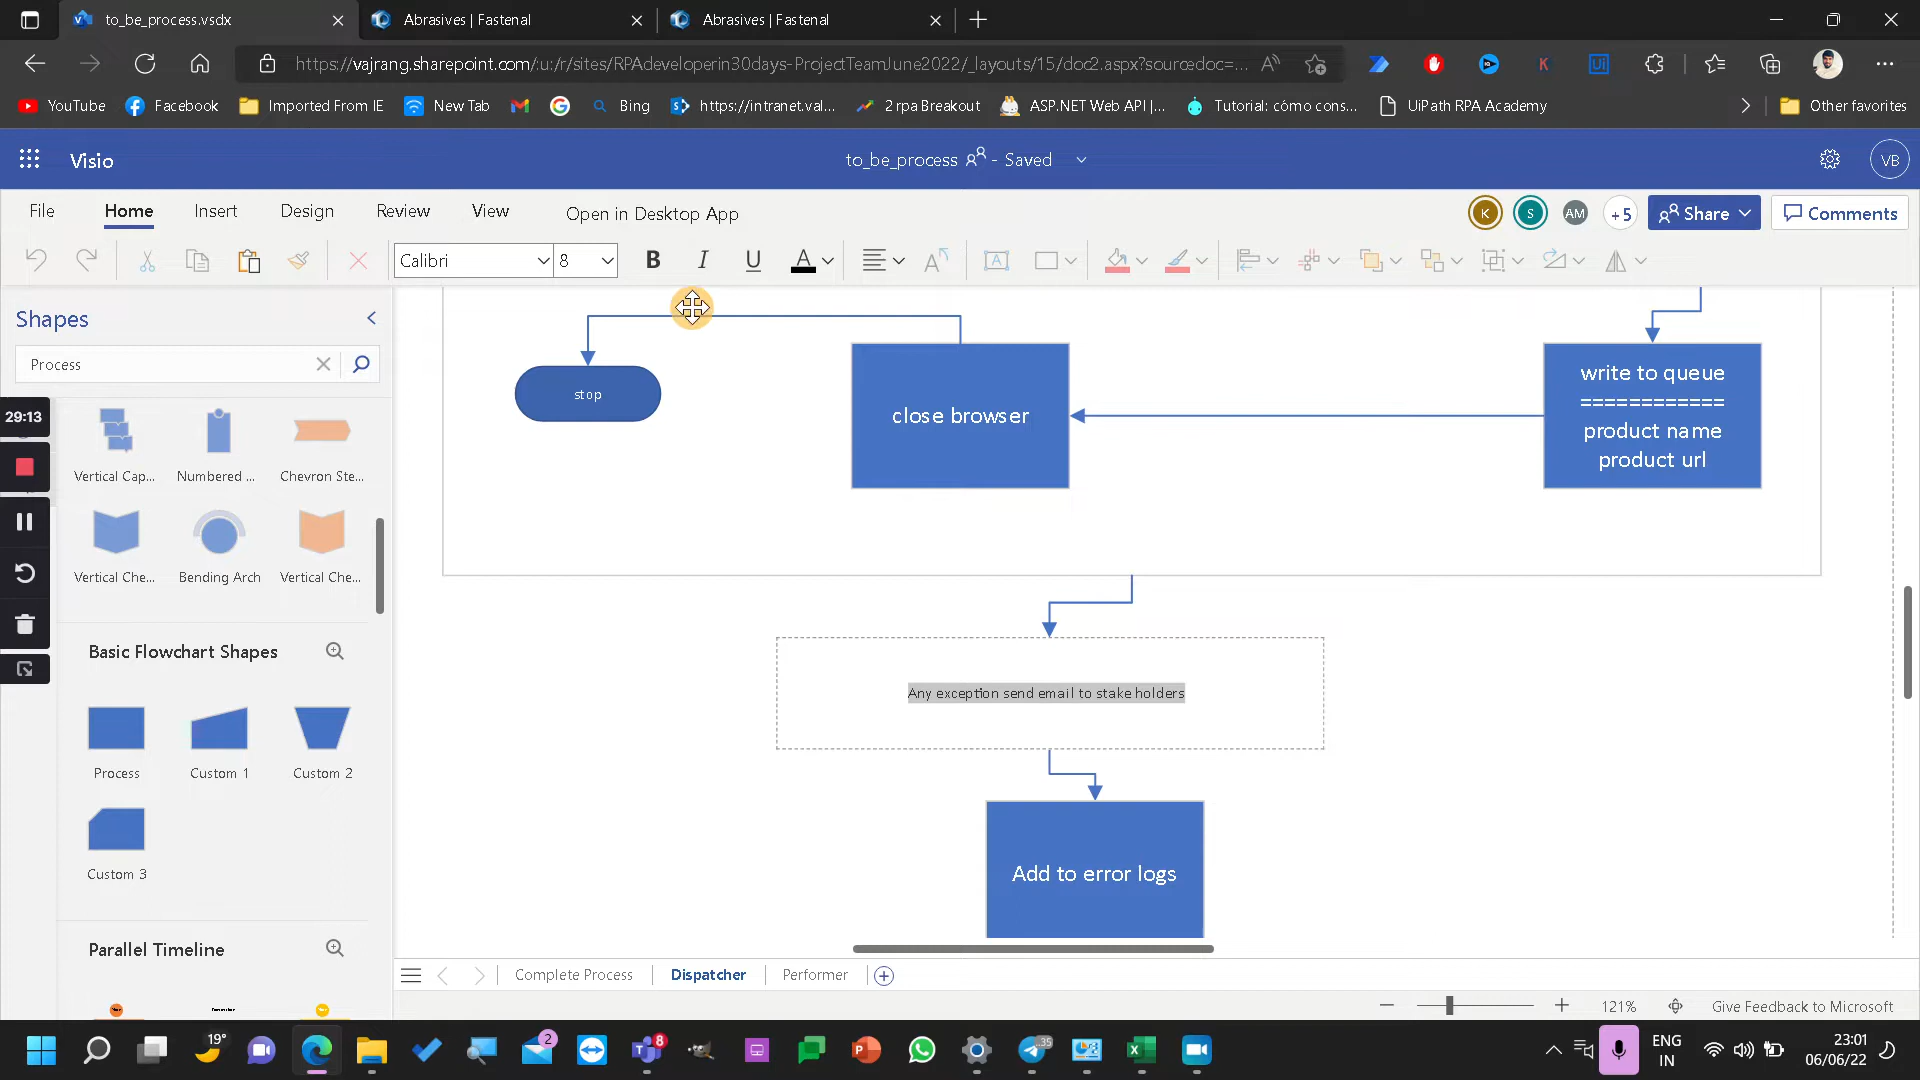 to_be_process.vsdx
Abrasives | Fastenal
Abrasives | Fastenal
https://vajrang.sharepoint.com/:u:/r/sites/RPAdeveloperin30days-ProjectTeamJune2022/_layouts/15/doc2.aspx?sourcedoc=...
YouTube
Facebook
Imported From IE
New Tab
Bing
https://intranet.val...
2 rpa Breakout
ASP.NET Web API |...
Tutorial: cómo cons...
UiPath RPA Academy
Other favorites
Visio
to_be_process - Saved
VB
File
Home
Insert
Design
Review
View
Open in Desktop App
K
S
AM
+5
Share
Comments
Calibri
8
B
I
U
A
Shapes
Process
29:13
Vertical Cap...
Numbered ...
Chevron Ste...
Vertical Che...
Bending Arch
Vertical Che...
Basic Flowchart Shapes
Process
Custom 1
Custom 2
Custom 3
Parallel Timeline
stop
close browser
write to queue
============
product name
product url
Any exception send email to stake holders
Add to error logs
Complete Process
Dispatcher
Performer
121%
Give Feedback to Microsoft
19°
2
8
35
ENG
IN
23:01
06/06/22